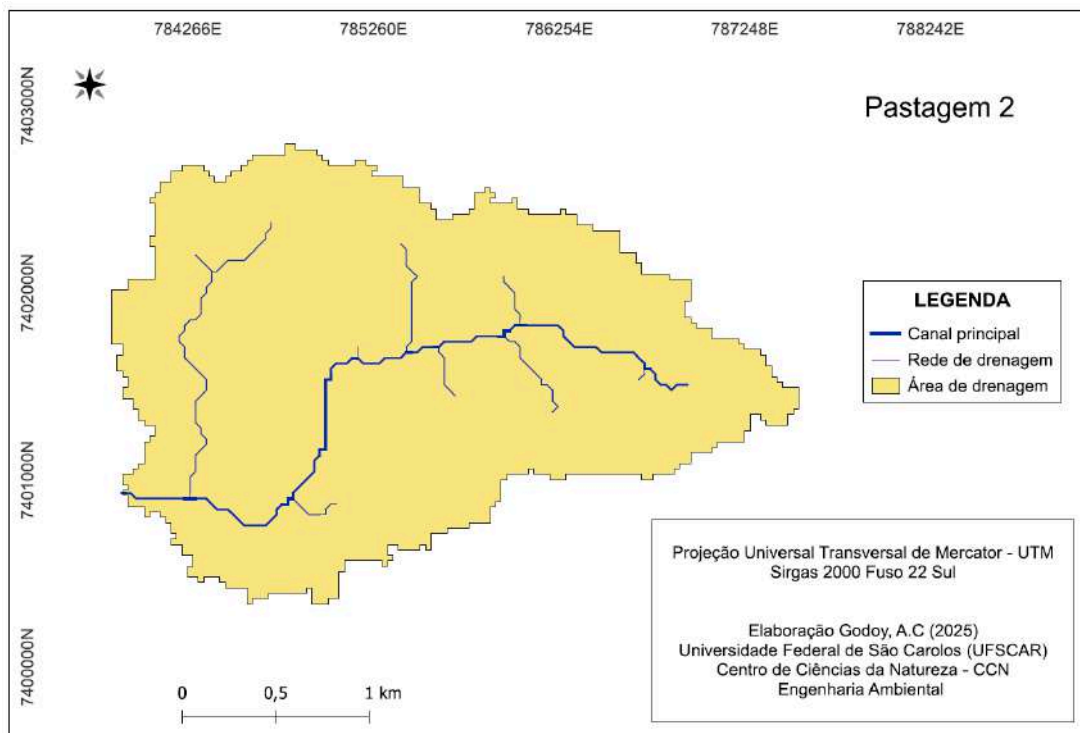 784266E 785260E 786254E 787248E 788242E
7403000N
7402000N
7401000N
7400000N
Pastagem 2
LEGENDA
Canal principal
Rede de drenagem
Área de drenagem
Projeção Universal Transversal de Mercator - UTM
Sirgas 2000 Fuso 22 Sul
Elaboração Godoy, A.C (2025)
Universidade Federal de São Carolos (UFSCAR)
Centro de Ciências da Natureza - CCN
Engenharia Ambiental
0 0,5 1 km